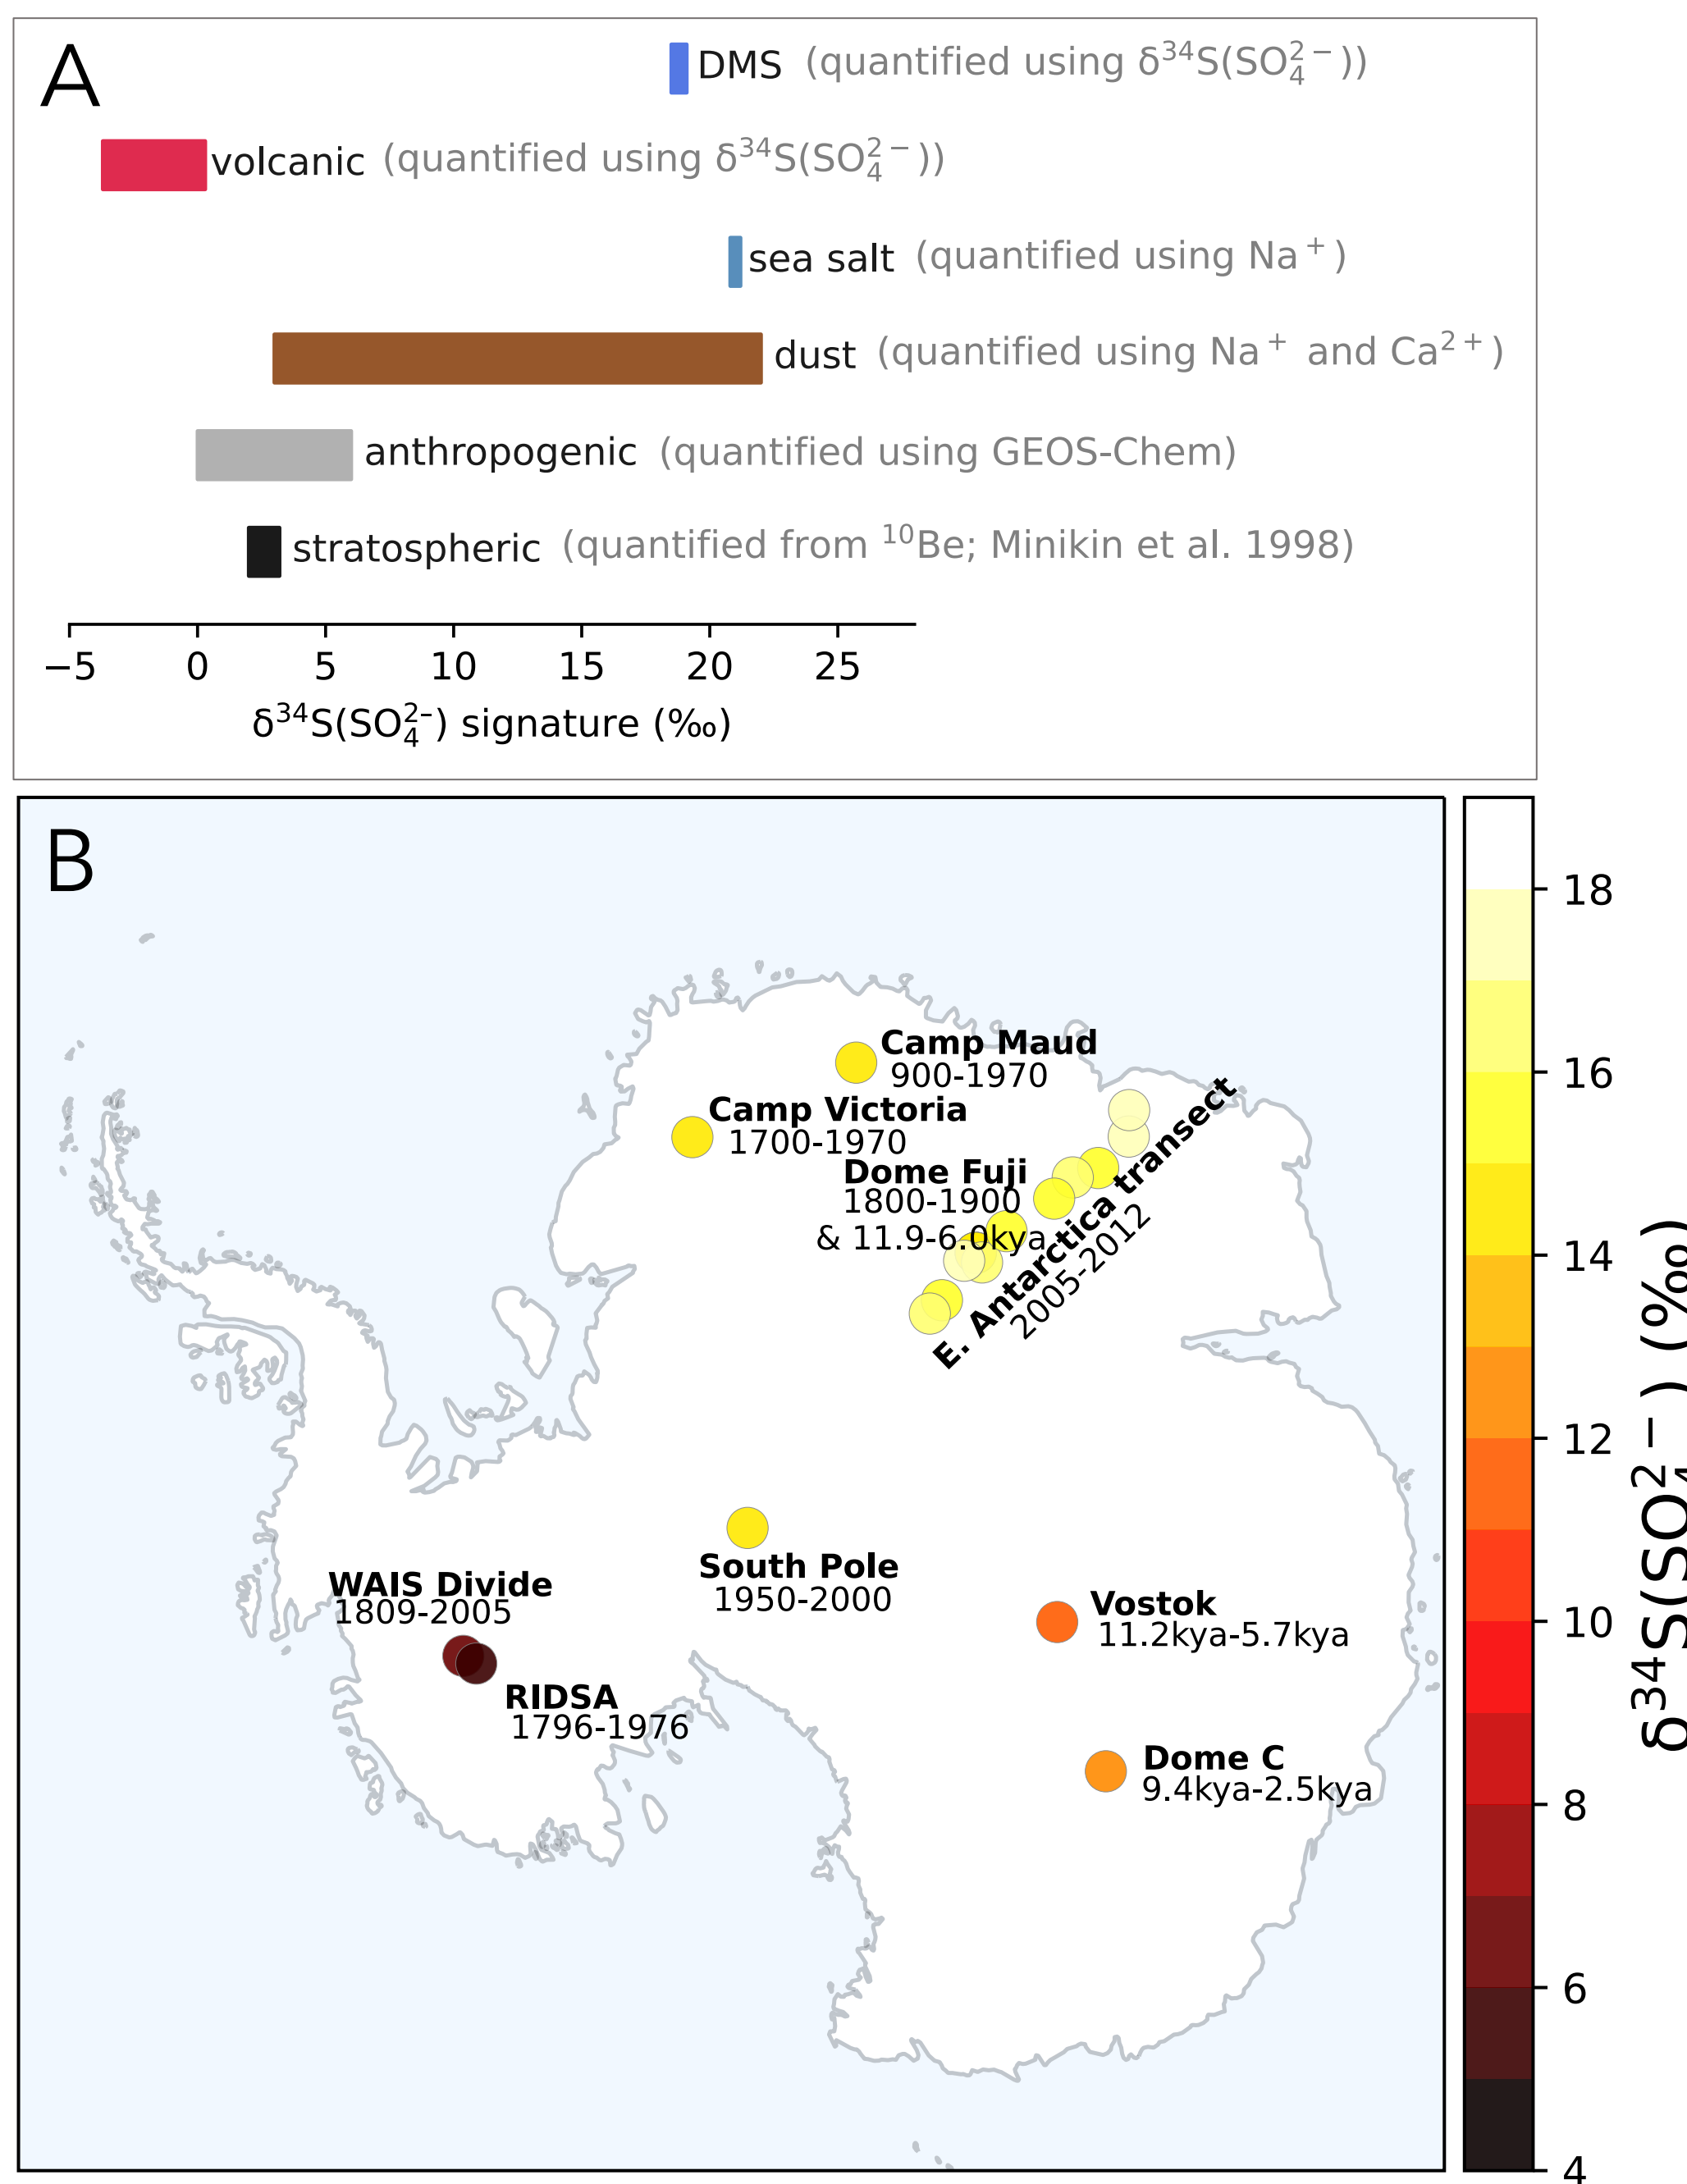 A
DMS (quantified using δ³⁴S(SO₄²⁻))
volcanic (quantified using δ³⁴S(SO₄²⁻))
sea salt (quantified using Na⁺)
dust (quantified using Na⁺ and Ca²⁺)
anthropogenic (quantified using GEOS-Chem)
stratospheric (quantified from ¹⁰Be; Minikin et al. 1998)
−5 0 5 10 15 20 25
δ³⁴S(SO₄²⁻) signature (‰)
B
Camp Maud
900-1970
Camp Victoria
1700-1970
Dome Fuji
1800-1900
& 11.9-6.0kya
E. Antarctica transect
2005-2012
South Pole
1950-2000
WAIS Divide
1809-2005
RIDSA
1796-1976
Vostok
11.2kya-5.7kya
Dome C
9.4kya-2.5kya
18
16
14
12
10
8
6
4
δ³⁴S(SO₄²⁻) (‰)